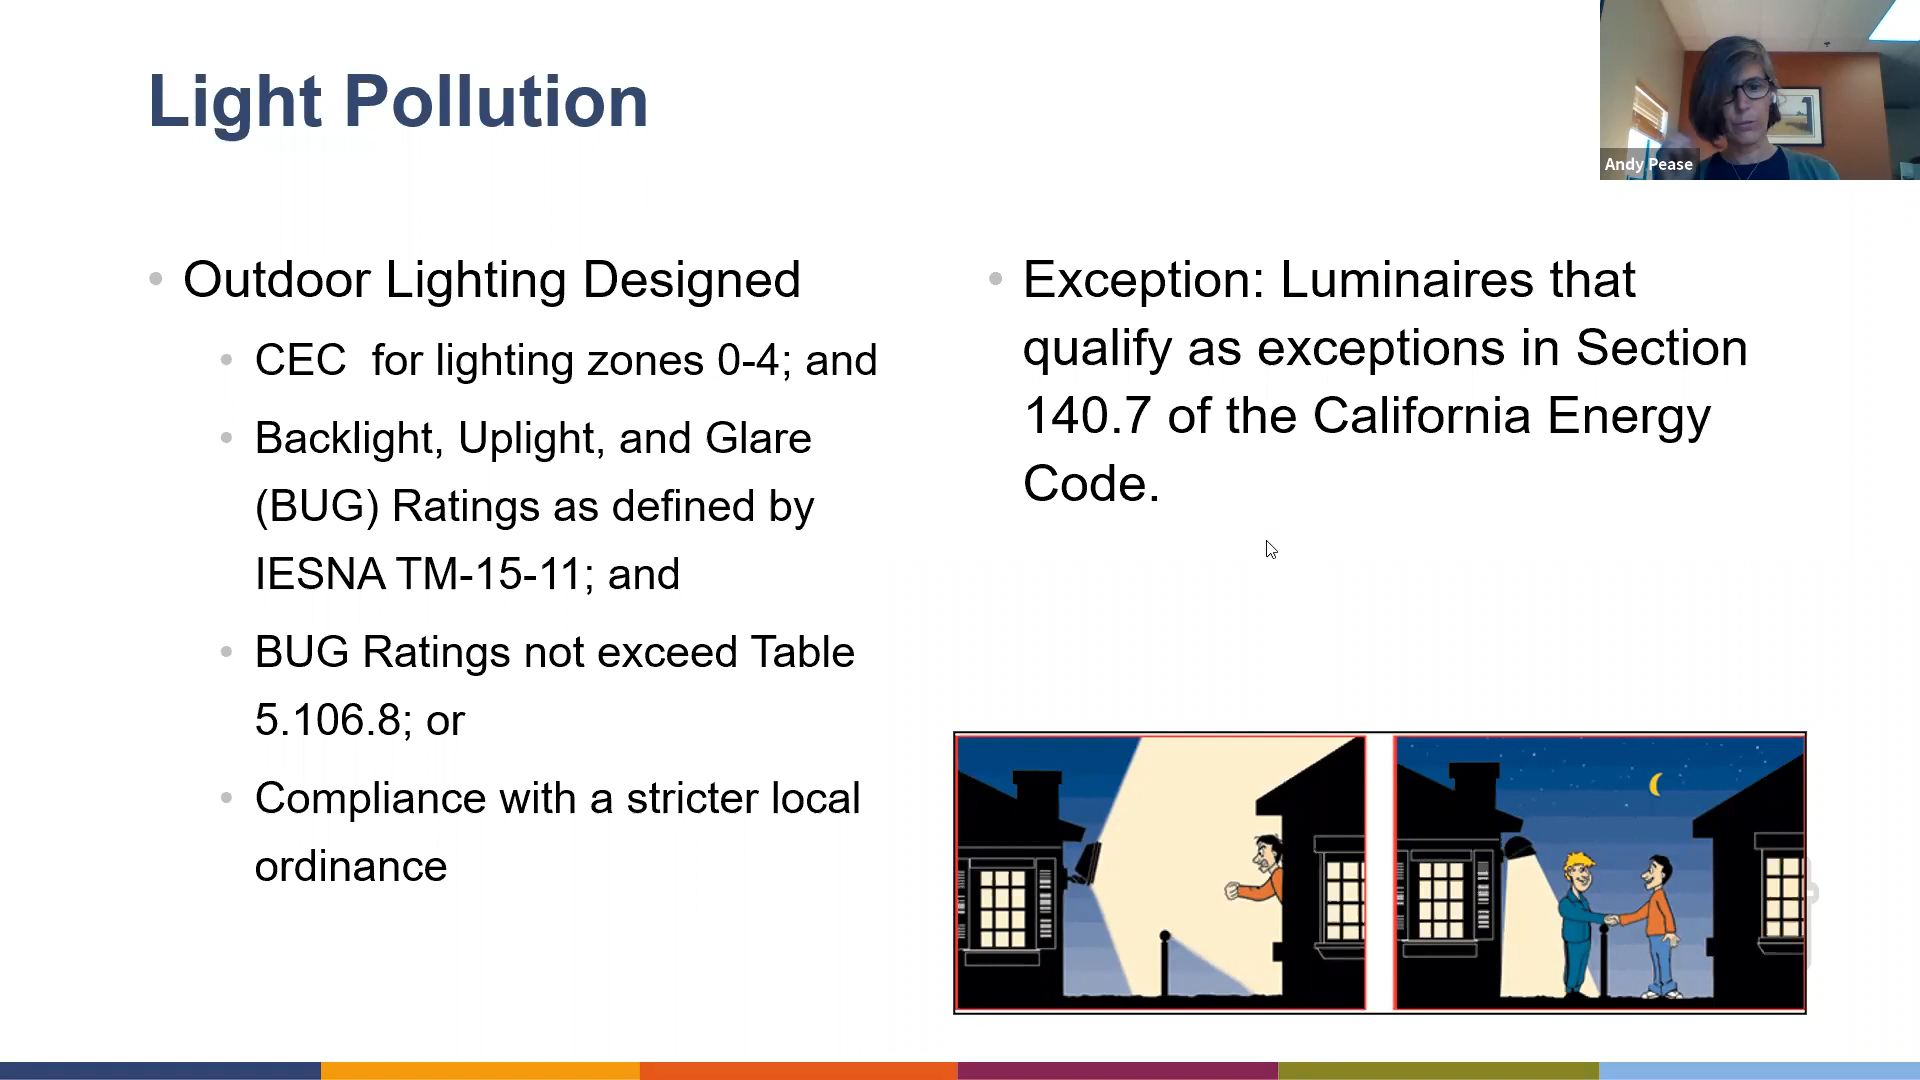 Light Pollution
Andy Pease
• Outdoor Lighting Designed
• CEC  for lighting zones 0-4; and
• Backlight, Uplight, and Glare
(BUG) Ratings as defined by
IESNA TM-15-11; and
• BUG Ratings not exceed Table
5.106.8; or
• Compliance with a stricter local
ordinance
• Exception: Luminaires that
qualify as exceptions in Section
140.7 of the California Energy
Code.